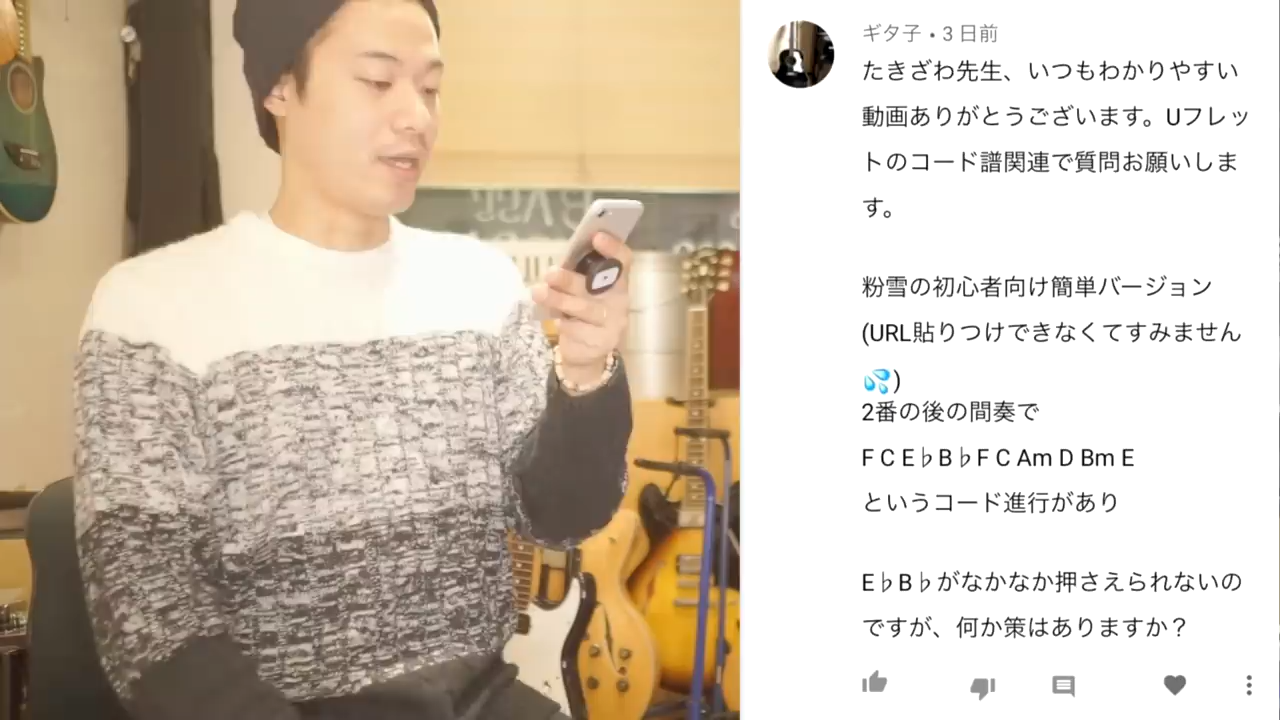 ギタ子 • 3 日前
たきざわ先生、いつもわかりやすい
動画ありがとうございます。Uフレッ
トのコード譜関連で質問お願いしま
す。
粉雪の初心者向け簡単バージョン
(URL貼りつけできなくてすみません
💦)
2番の後の間奏で
F C E♭B♭F C Am D Bm E
というコード進行があり
E♭B♭がなかなか押さえられないの
ですが、何か策はありますか？